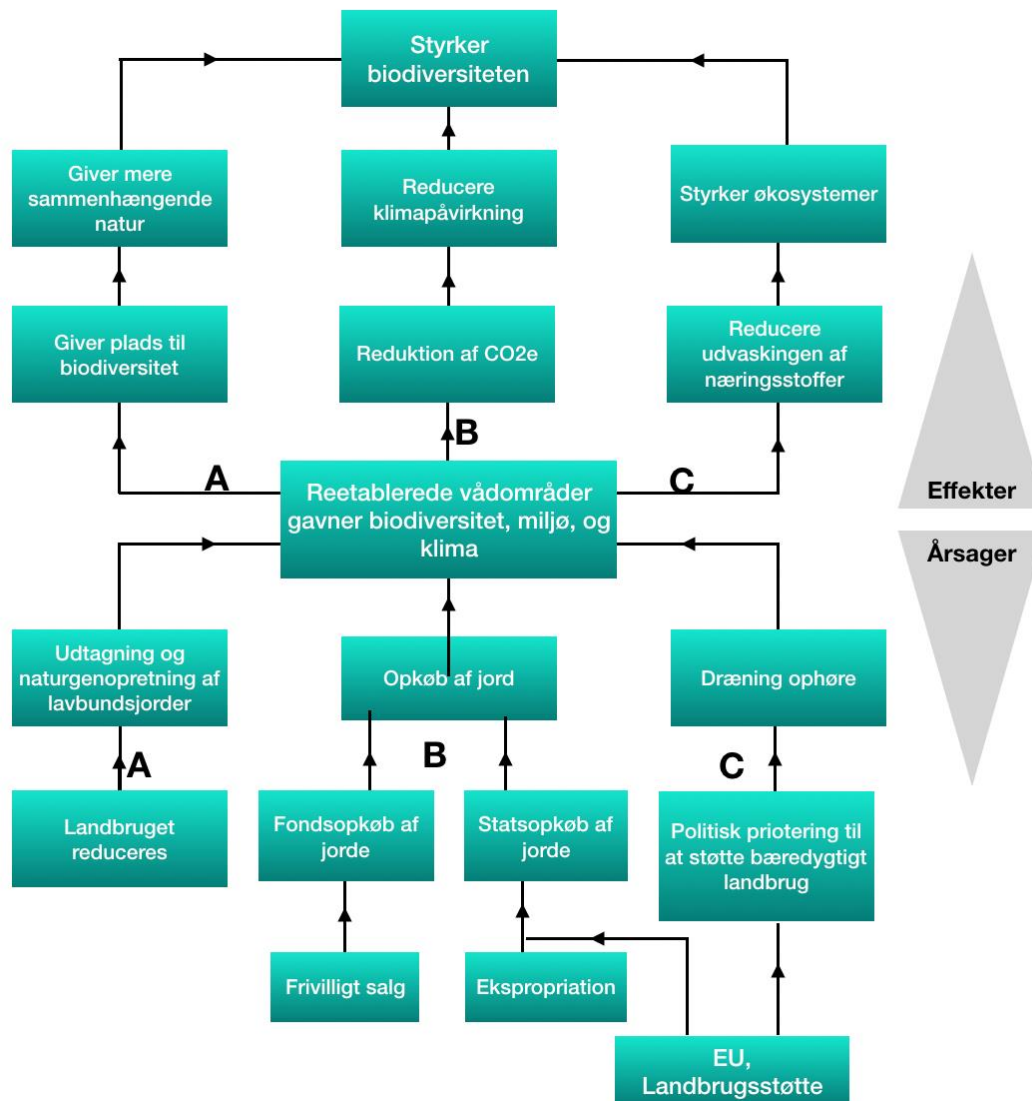 Styrker
biodiversiteten
Giver mere
sammenhængende
natur
Reducere
klimapåvirkning
Styrker økosystemer
Giver plads til
biodiversitet
Reduktion af CO2e
Reducere
udvaskingen af
næringsstoffer
A
B
C
Reetablerede vådområder
gavner biodiversitet, miljø, og
klima
Effekter
Årsager
Udtagning og
naturgenopretning af
lavbundsjorder
Opkøb af jord
Dræning ophøre
A
B
C
Landbruget
reduceres
Fondsopkøb af
jorde
Statsopkøb af
jorde
Politisk priotering til
at støtte bæredygtigt
landbrug
Frivilligt salg
Ekspropriation
EU,
Landbrugsstøtte